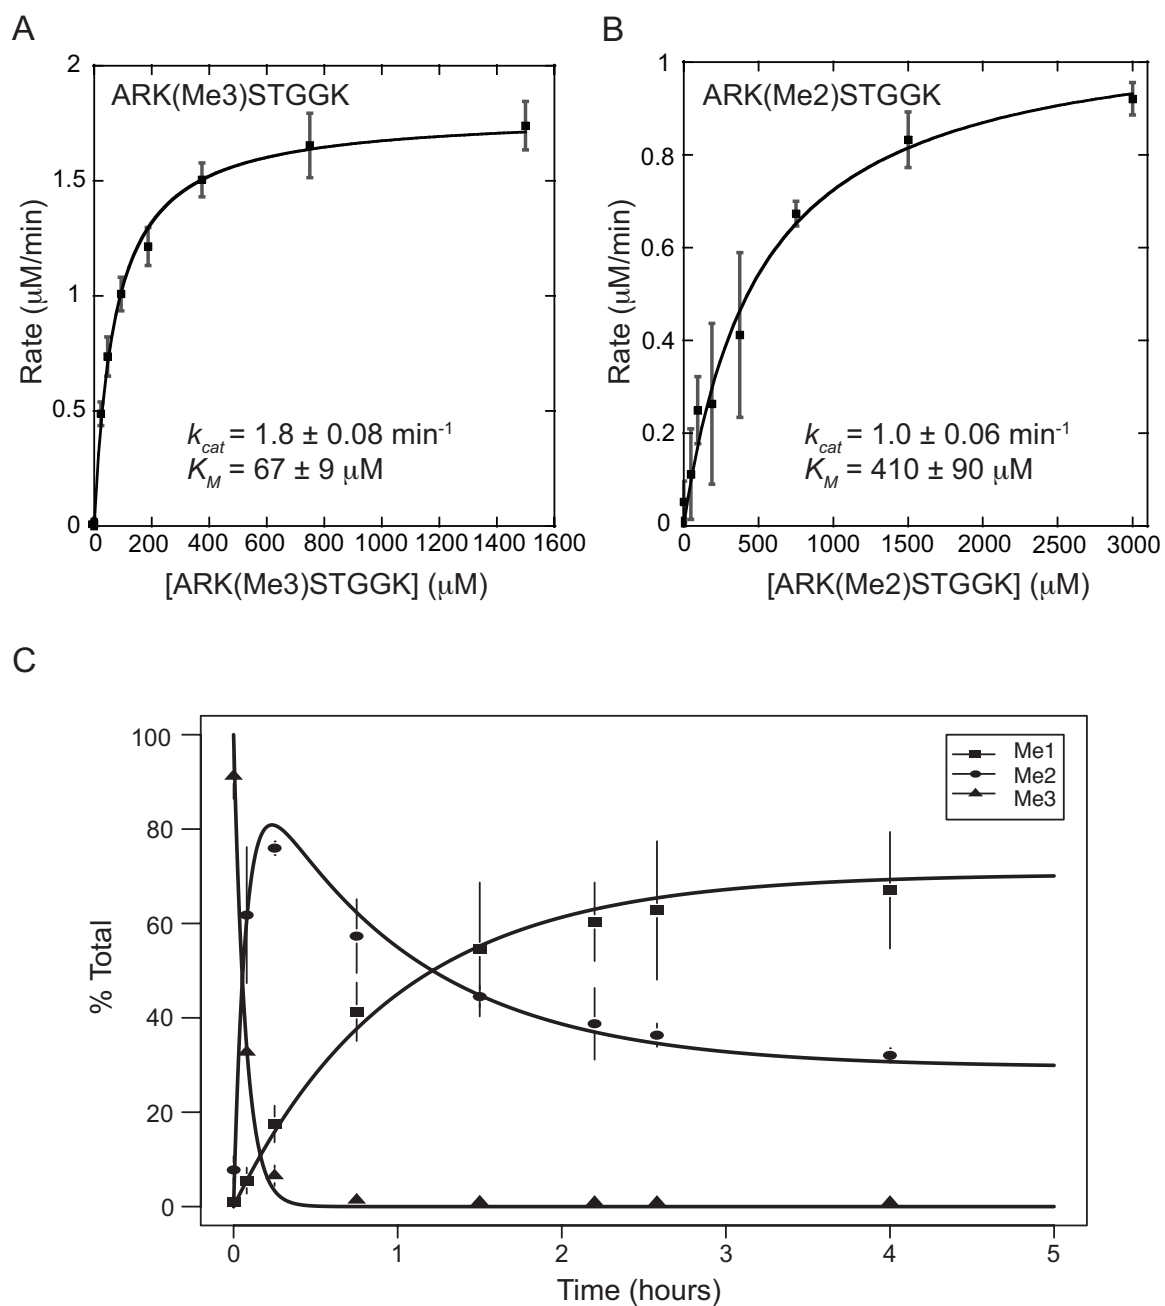 A
ARK(Me3)STGGK
Rate (μM/min)
2
1.5
1
0.5
0
k_cat = 1.8 ± 0.08 min⁻¹
K_M = 67 ± 9 μM
0 200 400 600 800 1000 1200 1400 1600
[ARK(Me3)STGGK] (μM)
B
ARK(Me2)STGGK
Rate (μM/min)
1
0.8
0.6
0.4
0.2
0
k_cat = 1.0 ± 0.06 min⁻¹
K_M = 410 ± 90 μM
0 500 1000 1500 2000 2500 3000
[ARK(Me2)STGGK] (μM)
C
% Total
100
80
60
40
20
0
Me1
Me2
Me3
0 1 2 3 4 5
Time (hours)